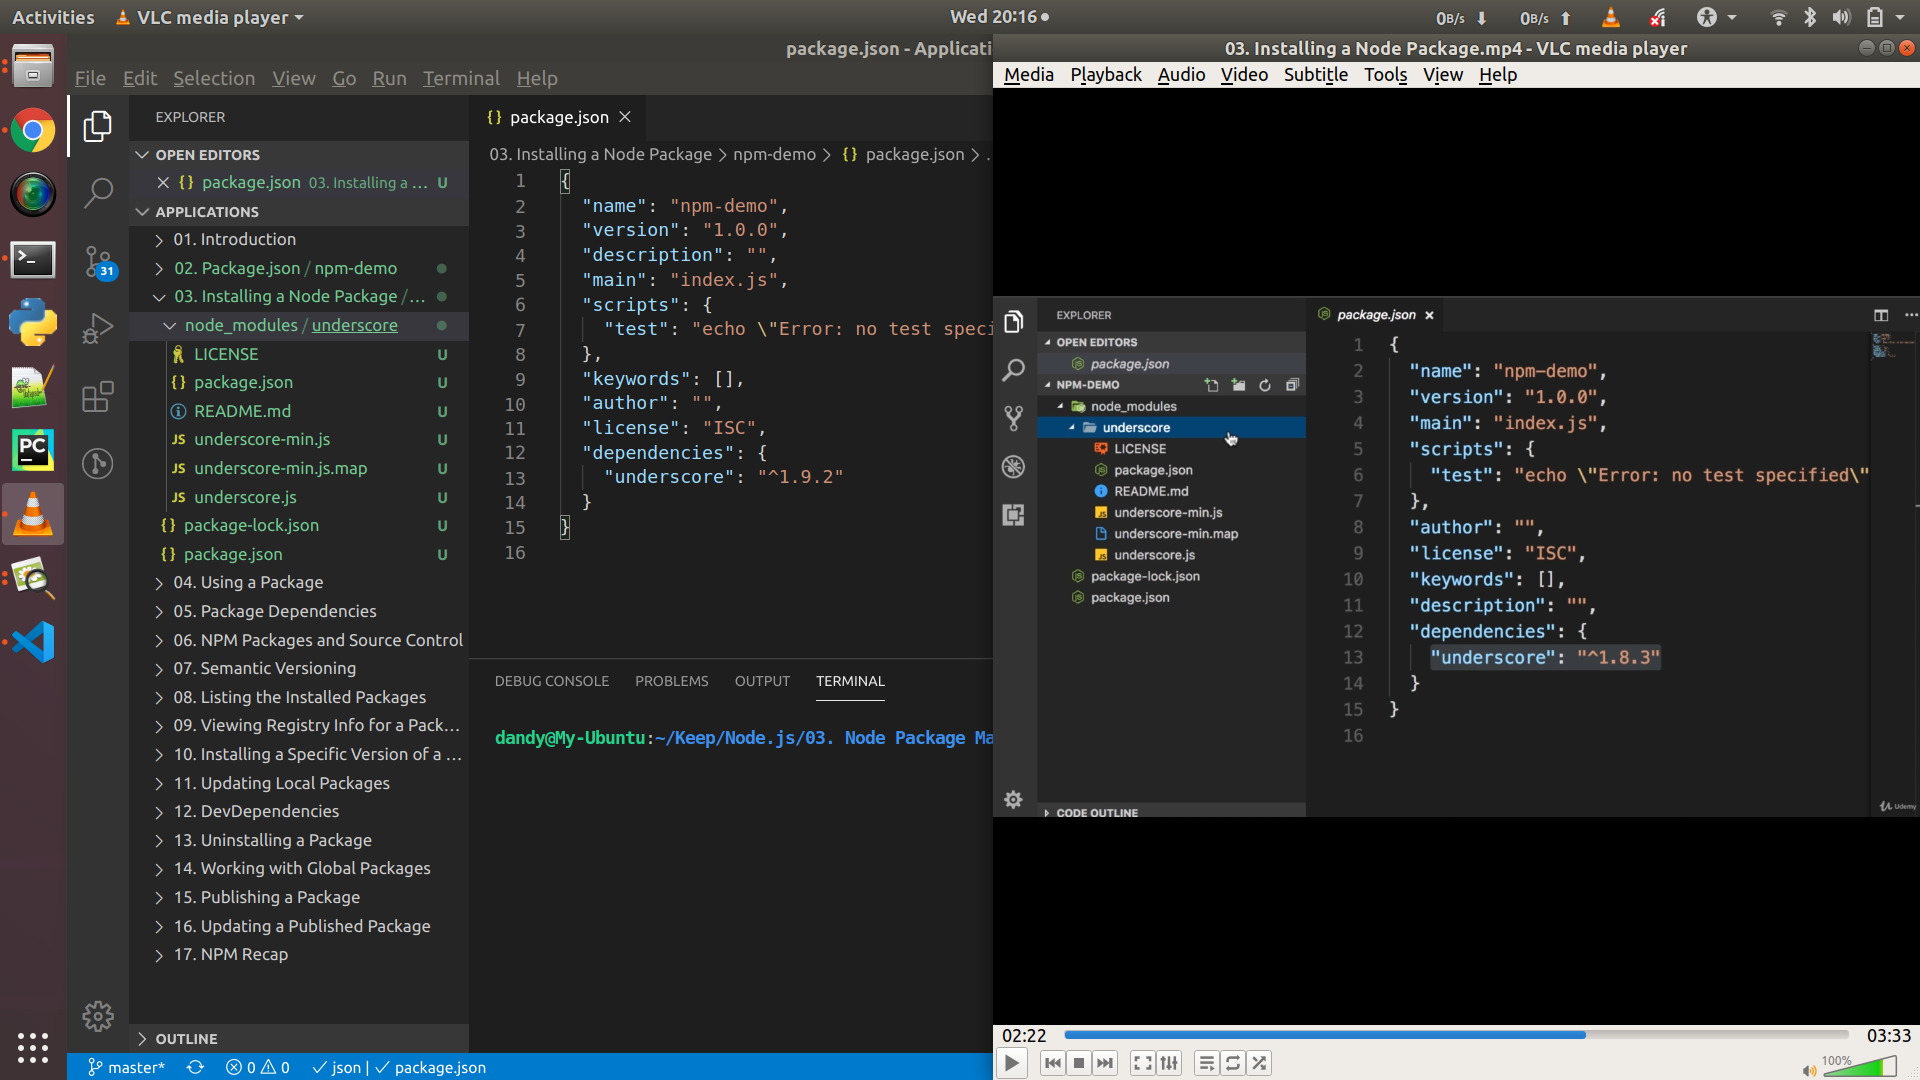 Activities
VLC media player
Wed 20:16
0B/s
0B/s
package.json - Applicati
File Edit Selection View Go Run Terminal Help
EXPLORER
OPEN EDITORS
package.json 03. Installing a ... U
APPLICATIONS
01. Introduction
02. Package.json / npm-demo
03. Installing a Node Package /...
node_modules / underscore
LICENSE U
package.json U
README.md U
underscore-min.js U
underscore-min.js.map U
underscore.js U
package-lock.json U
package.json U
04. Using a Package
05. Package Dependencies
06. NPM Packages and Source Control
07. Semantic Versioning
08. Listing the Installed Packages
09. Viewing Registry Info for a Pack...
10. Installing a Specific Version of a ...
11. Updating Local Packages
12. DevDependencies
13. Uninstalling a Package
14. Working with Global Packages
15. Publishing a Package
16. Updating a Published Package
17. NPM Recap
OUTLINE
31
master*
0 0
json | package.json
package.json
03. Installing a Node Package > npm-demo > {} package.json > .
1 {
2 "name": "npm-demo",
3 "version": "1.0.0",
4 "description": "",
5 "main": "index.js",
6 "scripts": {
7 "test": "echo \"Error: no test speci
8 },
9 "keywords": [],
10 "author": "",
11 "license": "ISC",
12 "dependencies": {
13 "underscore": "^1.9.2"
14 }
15 }
16
DEBUG CONSOLE PROBLEMS OUTPUT TERMINAL
dandy@My-Ubuntu:~/Keep/Node.js/03. Node Package Ma
03. Installing a Node Package.mp4 - VLC media player
Media Playback Audio Video Subtitle Tools View Help
EXPLORER
OPEN EDITORS
package.json
NPM-DEMO
node_modules
underscore
LICENSE
package.json
README.md
underscore-min.js
underscore-min.map
underscore.js
package-lock.json
package.json
CODE OUTLINE
package.json
1 {
2 "name": "npm-demo",
3 "version": "1.0.0",
4 "main": "index.js",
5 "scripts": {
6 "test": "echo \"Error: no test specified\"
7 },
8 "author": "",
9 "license": "ISC",
10 "keywords": [],
11 "description": "",
12 "dependencies": {
13 "underscore": "^1.8.3"
14 }
15 }
16
Udemy
02:22
03:33
100%